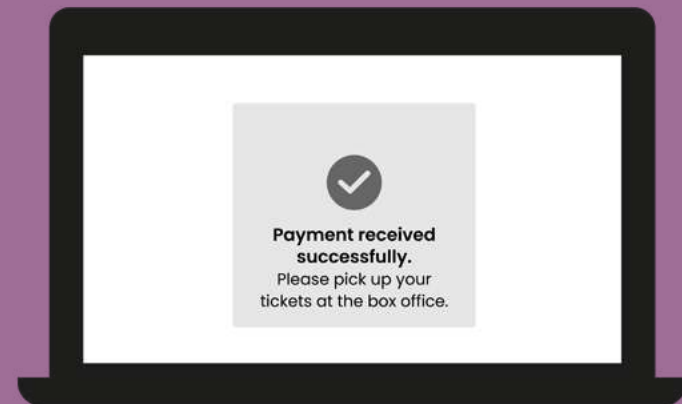 Payment received
successfully.
Please pick up your
tickets at the box office.